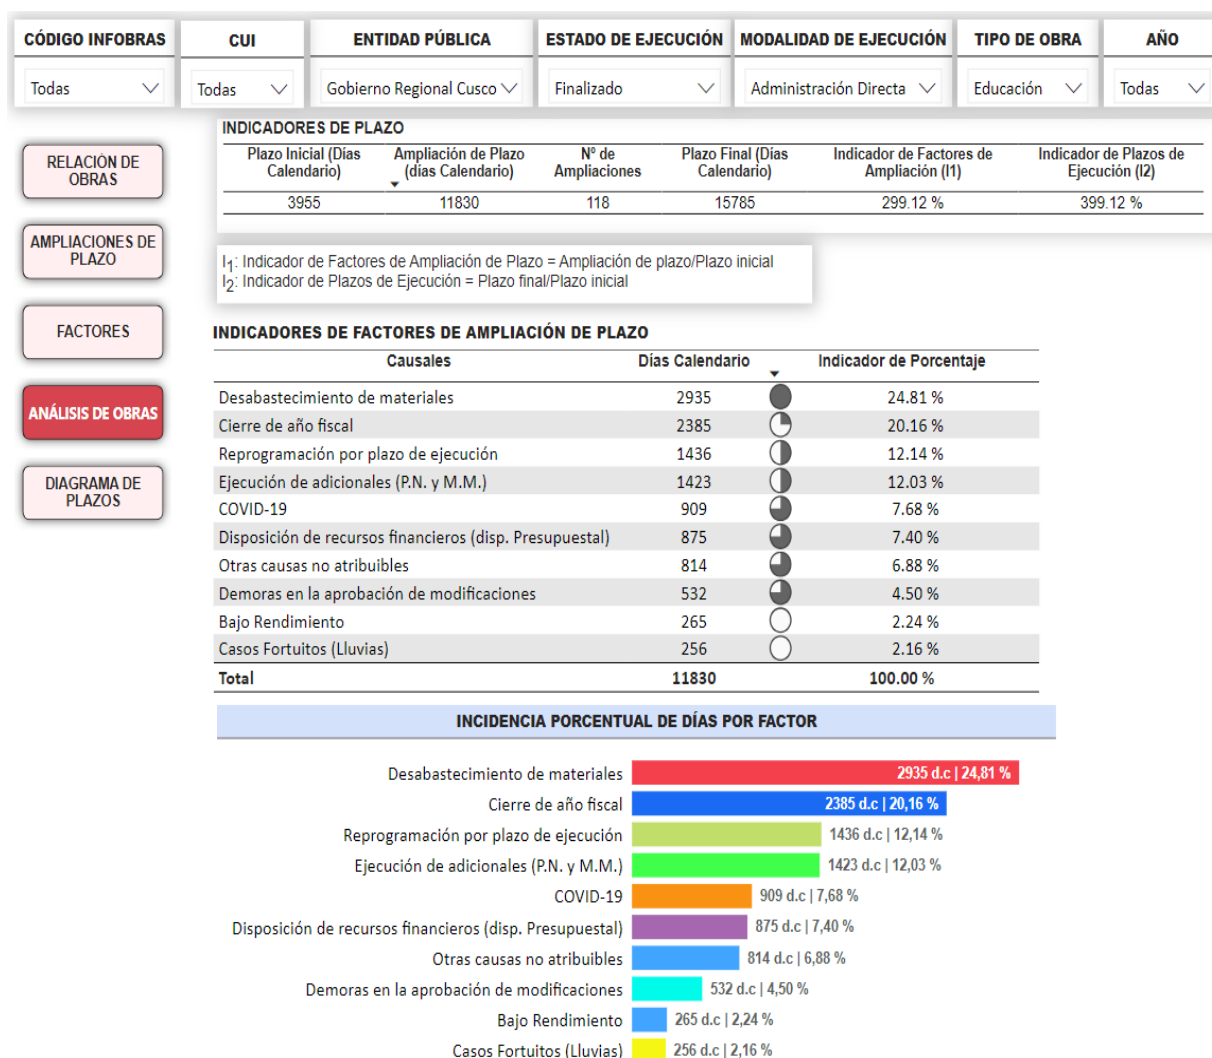 CÓDIGO INFOBRAS CUI ENTIDAD PÚBLICA ESTADO DE EJECUCIÓN MODALIDAD DE EJECUCIÓN TIPO DE OBRA AÑO
Todas Todas Gobierno Regional Cusco Finalizado Administración Directa Educación Todas
RELACIÓN DE
OBRAS
AMPLIACIONES DE
PLAZO
FACTORES
ANÁLISIS DE OBRAS
DIAGRAMA DE
PLAZOS
INDICADORES DE PLAZO
Plazo Inicial (Días Ampliación de Plazo Nº de Plazo Final (Días Indicador de Factores de Indicador de Plazos de
Calendario) (días Calendario) Ampliaciones Calendario) Ampliación (I1) Ejecución (I2)
3955 11830 118 15785 299.12 % 399.12 %
I1: Indicador de Factores de Ampliación de Plazo = Ampliación de plazo/Plazo inicial
I2: Indicador de Plazos de Ejecución = Plazo final/Plazo inicial
INDICADORES DE FACTORES DE AMPLIACIÓN DE PLAZO
Causales Días Calendario Indicador de Porcentaje
Desabastecimiento de materiales 2935 24.81 %
Cierre de año fiscal 2385 20.16 %
Reprogramación por plazo de ejecución 1436 12.14 %
Ejecución de adicionales (P.N. y M.M.) 1423 12.03 %
COVID-19 909 7.68 %
Disposición de recursos financieros (disp. Presupuestal) 875 7.40 %
Otras causas no atribuibles 814 6.88 %
Demoras en la aprobación de modificaciones 532 4.50 %
Bajo Rendimiento 265 2.24 %
Casos Fortuitos (Lluvias) 256 2.16 %
Total 11830 100.00 %
INCIDENCIA PORCENTUAL DE DÍAS POR FACTOR
Desabastecimiento de materiales 2935 d.c | 24,81 %
Cierre de año fiscal 2385 d.c | 20,16 %
Reprogramación por plazo de ejecución 1436 d.c | 12,14 %
Ejecución de adicionales (P.N. y M.M.) 1423 d.c | 12,03 %
COVID-19 909 d.c | 7,68 %
Disposición de recursos financieros (disp. Presupuestal) 875 d.c | 7,40 %
Otras causas no atribuibles 814 d.c | 6,88 %
Demoras en la aprobación de modificaciones 532 d.c | 4,50 %
Bajo Rendimiento 265 d.c | 2,24 %
Casos Fortuitos (Lluvias) 256 d.c | 2,16 %